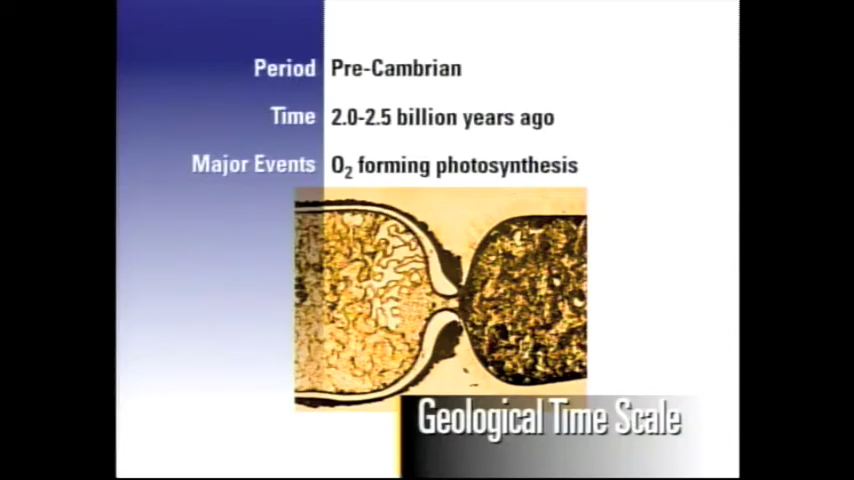 Period Pre-Cambrian
Time 2.0-2.5 billion years ago
Major Events O₂ forming photosynthesis
Geological Time Scale